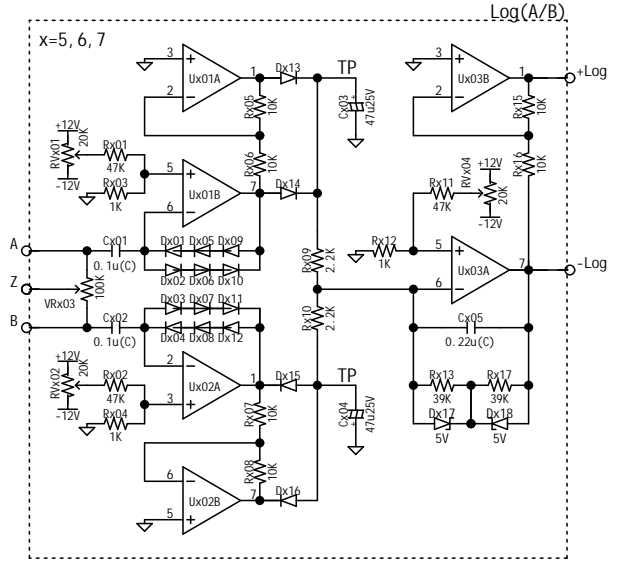 Log(A/B)
x=5,6,7
3
1
Dx13
TP
2
Ux01A
Rx05
10K
Cx03
+
47u25V
3
1
+Log
2
Ux03B
Rx15
10K
+12V
RVx01
20K
-12V
Rx01
47K
Rx03
1K
5
6
7
Ux01B
Rx06
10K
Dx14
Rx16
10K
Rx11
47K
RVx04
+12V
20K
-12V
A
Cx01
0.1u(C)
Dx01
Dx05
Dx09
Dx02
Dx06
Dx10
Rx09
2.2K
Rx12
1K
5
6
7
Ux03A
-Log
Z
VRx03
100K
B
Cx02
0.1u(C)
Dx03
Dx07
Dx11
Dx04
Dx08
Dx12
Rx10
2.2K
Cx05
0.22u(C)
+12V
RVx02
20K
-12V
Rx02
47K
Rx04
1K
2
3
1
Ux02A
Dx15
TP
Rx07
10K
Cx04
+
47u25V
Rx13
39K
Rx17
39K
Dx17
5V
Dx18
5V
6
5
7
Ux02B
Rx08
10K
Dx16